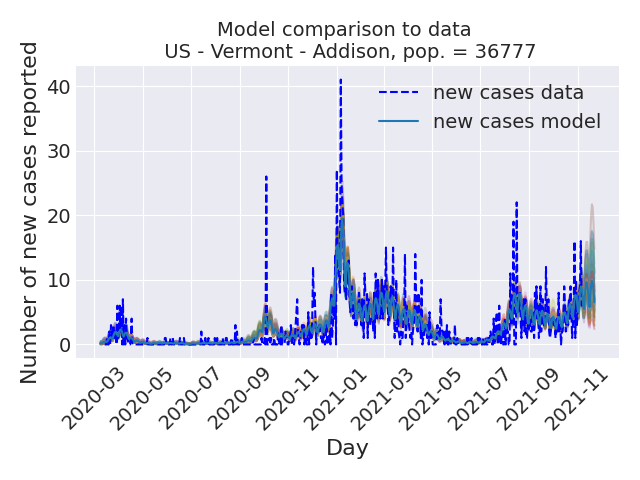 Model comparison to data
US - Vermont - Addison, pop. = 36777
Number of new cases reported
40
30
20
10
0
new cases data
new cases model
2020-03
2020-05
2020-07
2020-09
2020-11
2021-01
2021-03
2021-05
2021-07
2021-09
2021-11
Day